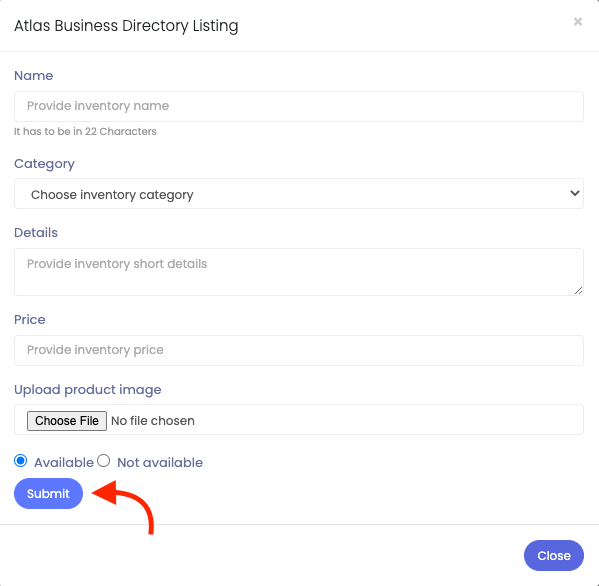 Atlas Business Directory Listing
×
Name
Provide inventory name
It has to be in 22 Characters
Category
Choose inventory category
Details
Provide inventory short details
Price
Provide inventory price
Upload product image
Choose File No file chosen
Available Not available
Submit
Close